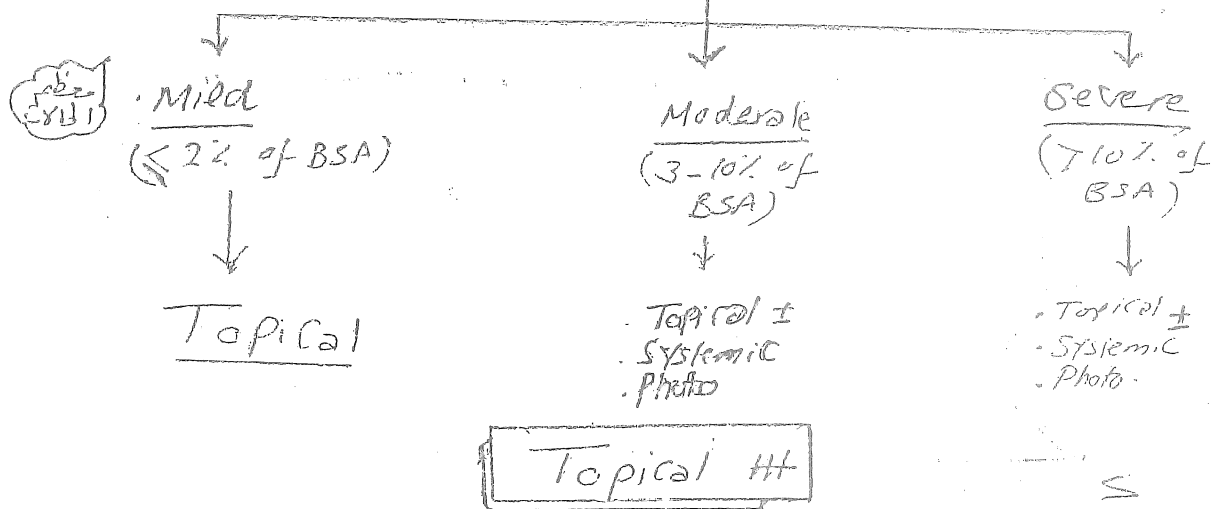 . Mild
(≤ 2% of BSA)
Topical
Moderate
(3-10% of
BSA)
. Topical ±
. Systemic
. Photo
Severe
(>10% of
BSA)
. Topical ±
. Systemic
. Photo.
Topical